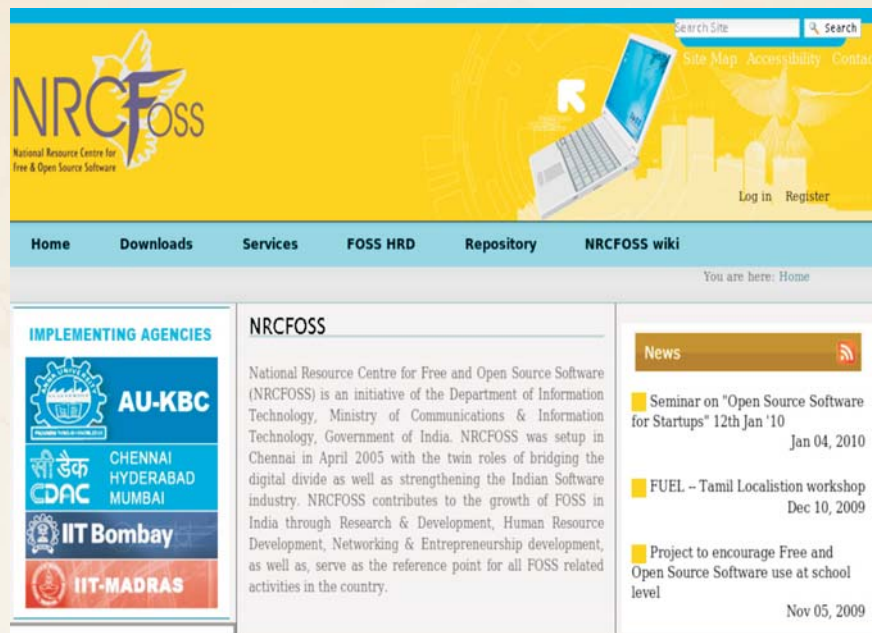 Search Site
Search
Site Map Accessibility Contac
NRCFOSS
National Resource Centre for
Free & Open Source Software
Log in Register
Home Downloads Services FOSS HRD Repository NRCFOSS wiki
You are here: Home
IMPLEMENTING AGENCIES
AU-KBC
सी डैक
CDAC
CHENNAI
HYDERABAD
MUMBAI
IIT Bombay
IIT-MADRAS
NRCFOSS
National Resource Centre for Free and Open Source Software
(NRCFOSS) is an initiative of the Department of Information
Technology, Ministry of Communications & Information
Technology, Government of India. NRCFOSS was setup in
Chennai in April 2005 with the twin roles of bridging the
digital divide as well as strengthening the Indian Software
industry. NRCFOSS contributes to the growth of FOSS in
India through Research & Development, Human Resource
Development, Networking & Entrepreneurship development,
as well as, serve as the reference point for all FOSS related
activities in the country.
News
Seminar on "Open Source Software
for Startups" 12th Jan '10
Jan 04, 2010
FUEL – Tamil Localistion workshop
Dec 10, 2009
Project to encourage Free and
Open Source Software use at school
level
Nov 05, 2009